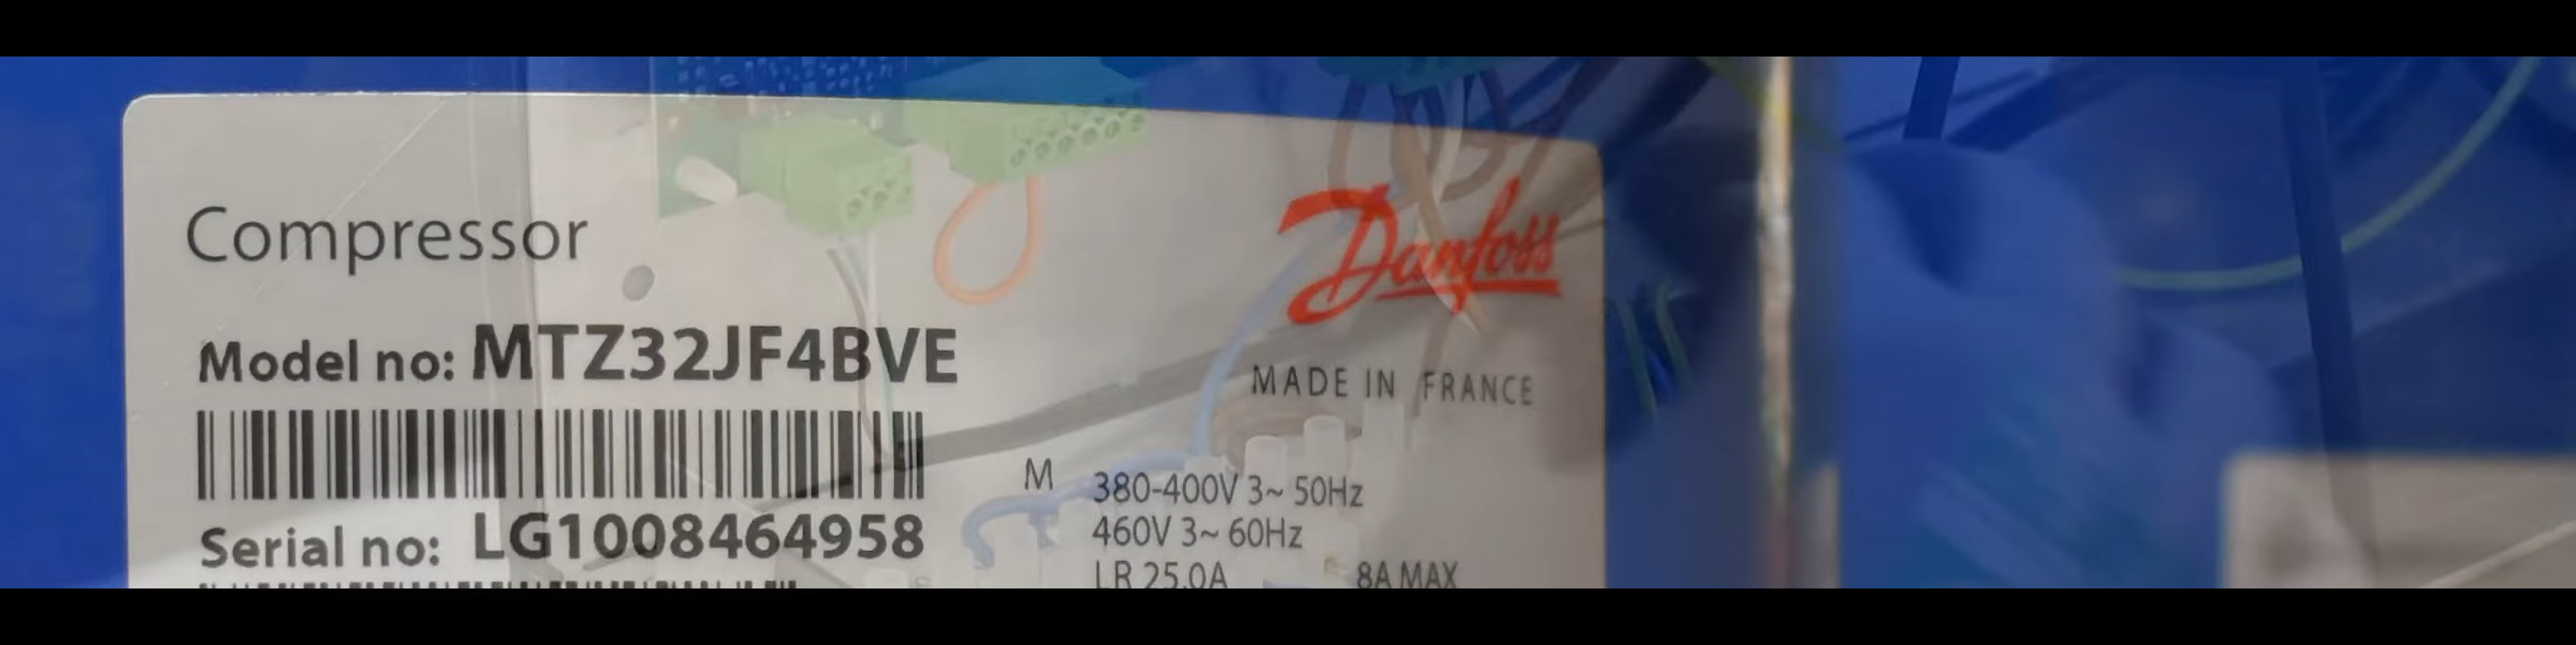 Compressor
Danfoss
Model no: MTZ32JF4BVE
MADE IN FRANCE
M 380-400V 3~ 50Hz
460V 3~ 60Hz
Serial no: LG1008464958
LR 25.0A 8A MAX